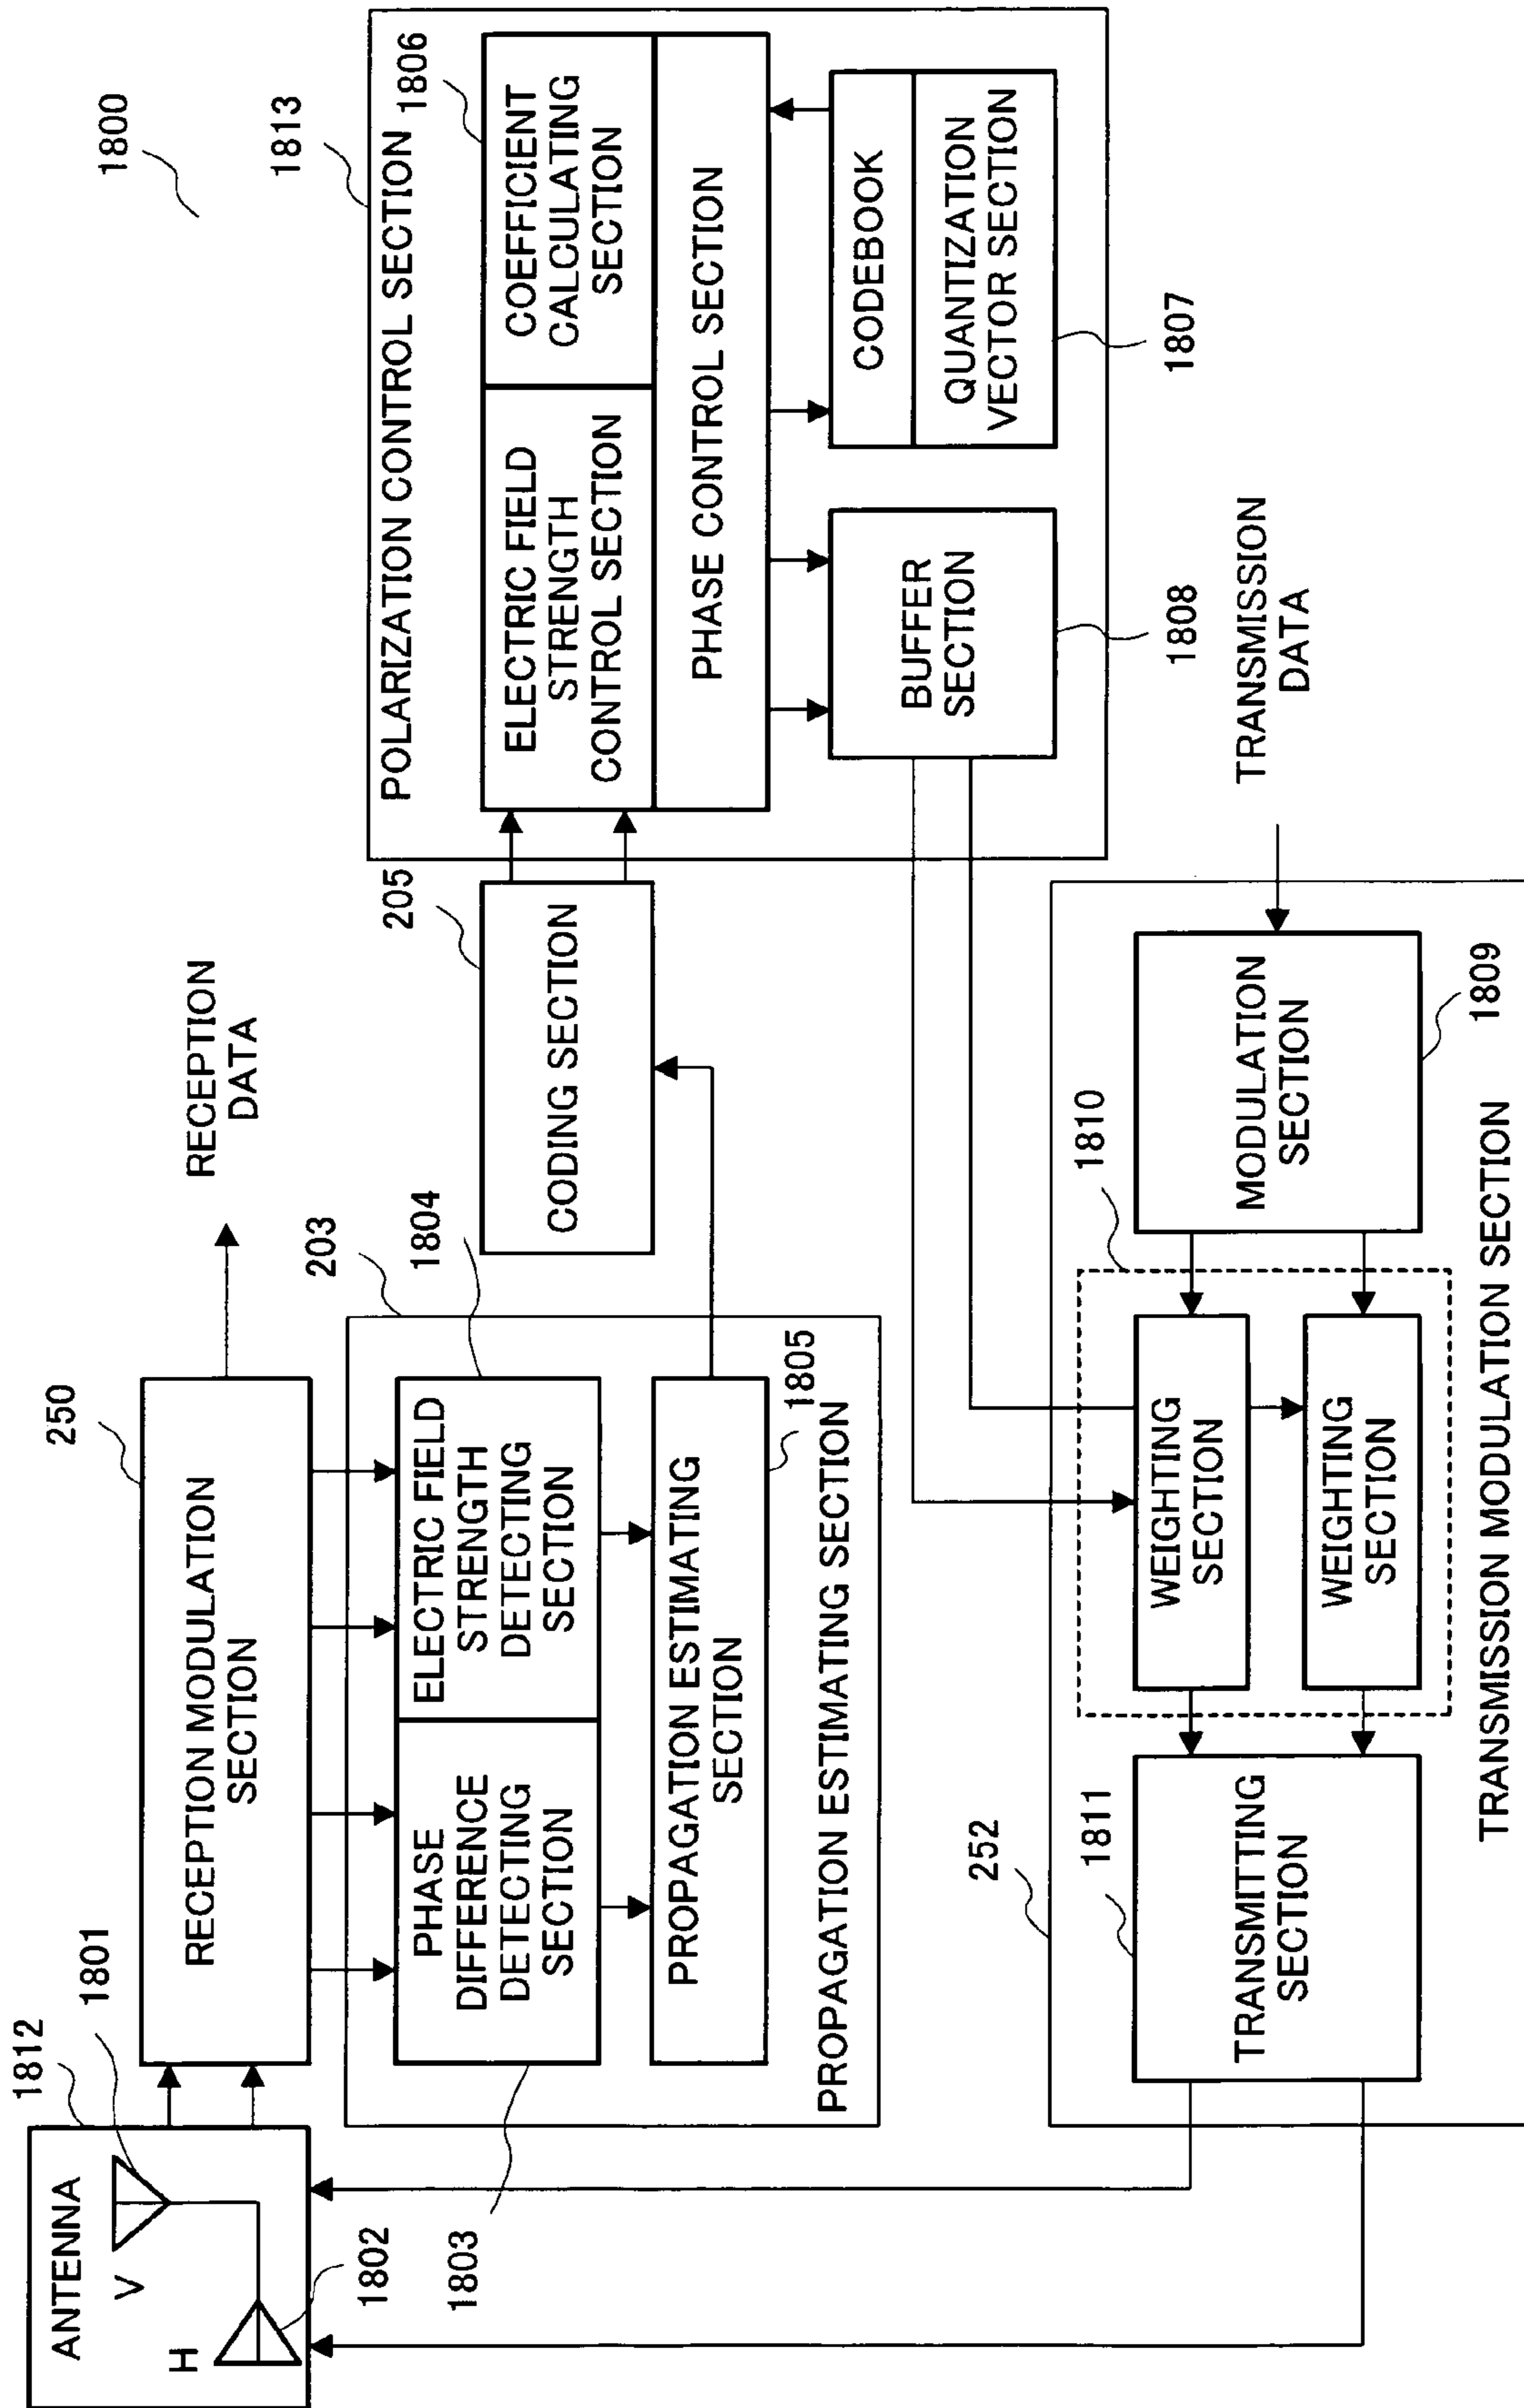 1800
ANTENNA
V
H
1812
1801
1802
RECEPTION MODULATION
SECTION
250
RECEPTION
DATA
203
PHASE
DIFFERENCE
DETECTING
SECTION
1803
ELECTRIC FIELD
STRENGTH
DETECTING
SECTION
1804
PROPAGATION ESTIMATING
SECTION
1805
PROPAGATION ESTIMATING SECTION
CODING SECTION
205
POLARIZATION CONTROL SECTION
1813
ELECTRIC FIELD
STRENGTH
CONTROL SECTION
COEFFICIENT
CALCULATING
SECTION
1806
PHASE CONTROL SECTION
BUFFER
SECTION
1808
CODEBOOK
QUANTIZATION
VECTOR SECTION
1807
TRANSMISSION
DATA
252
TRANSMITTING
SECTION
1811
WEIGHTING
SECTION
WEIGHTING
SECTION
1810
MODULATION
SECTION
1809
TRANSMISSION MODULATION SECTION